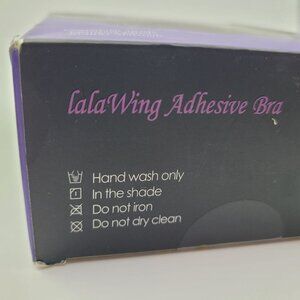 lalaWing Adhesive Bra
Hand wash only
In the shade
Do not iron
Do not dry clean